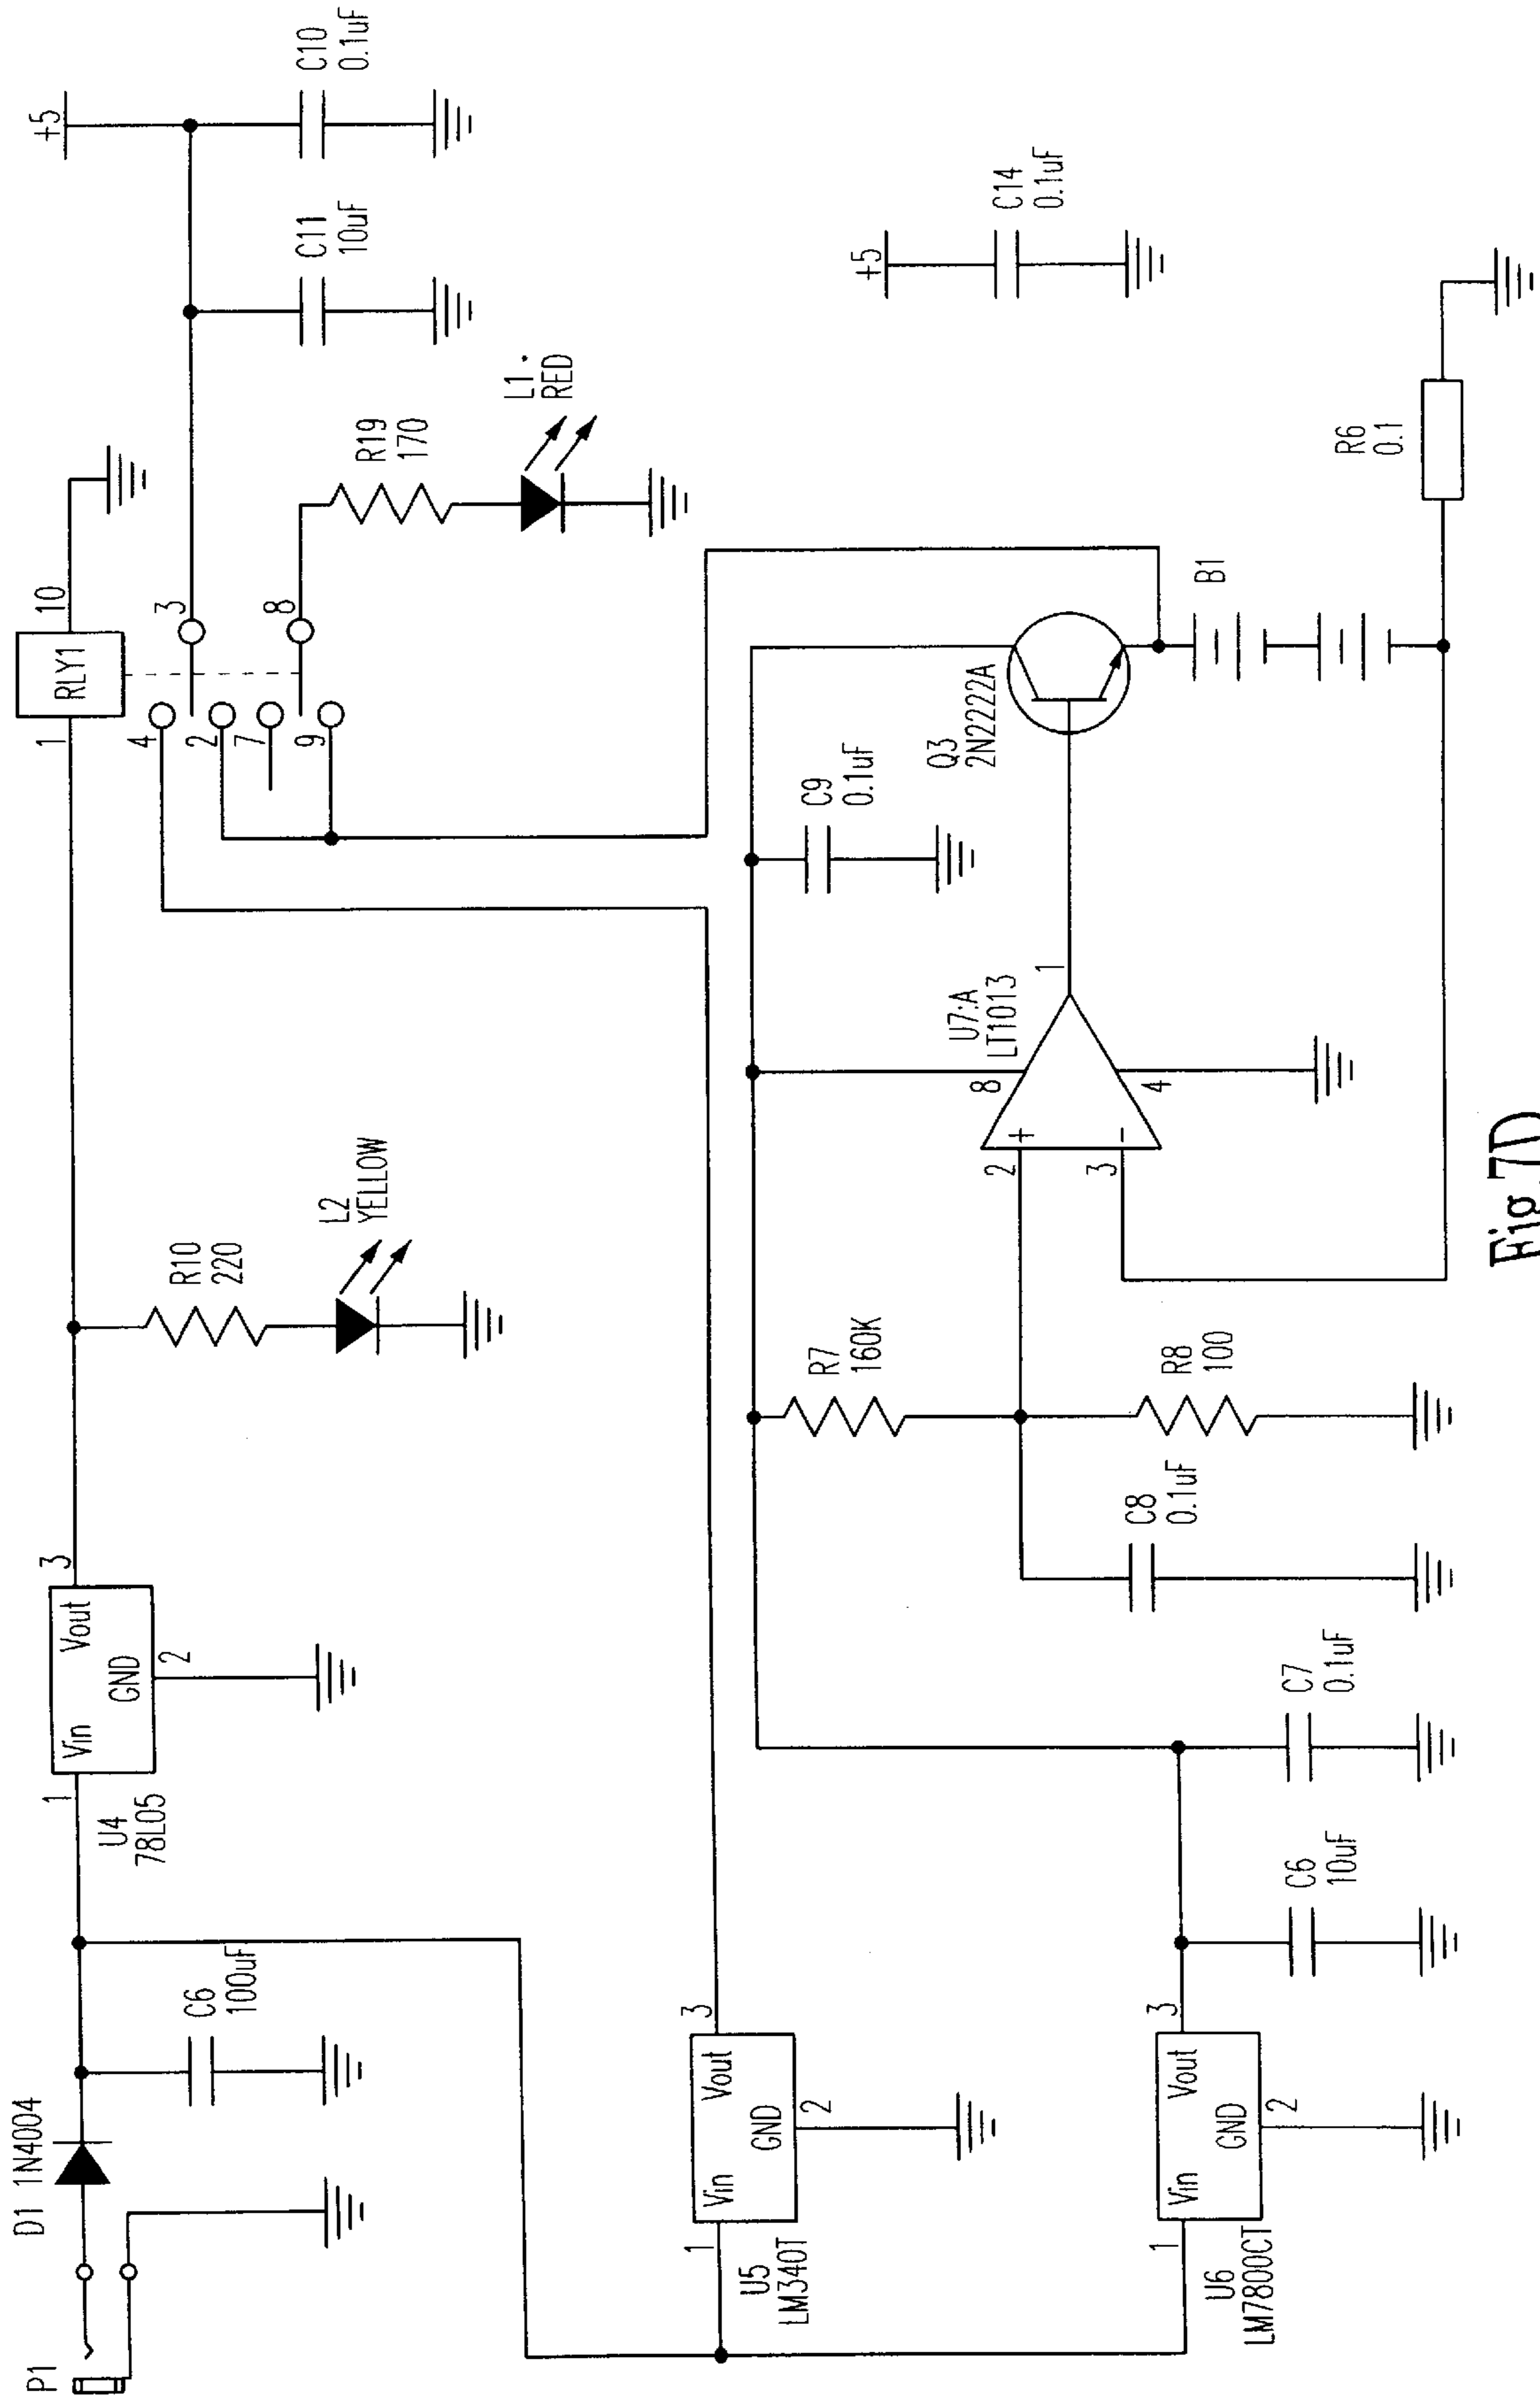 P1
D1 1N4004
C6
100uF
1
U4
78L05
Vin
Vout
GND
2
3
R10
220
L2
YELLOW
1
RLY1
10
4
3
2
7
8
9
R19
170
L1.
RED
C11
10uF
+5
C10
0.1uF
1
U5
LM340T
Vin
Vout
GND
2
3
1
U6
LM7800CT
Vin
Vout
GND
2
3
C6
10uF
C7
0.1uF
C8
0.1uF
R7
160K
R8
100
2
+
3
-
8
4
U7:A
LT1013
1
C9
0.1uF
Q3
2N2222A
B1
R6
0.1
+5
C14
0.1uF
Fig.7D